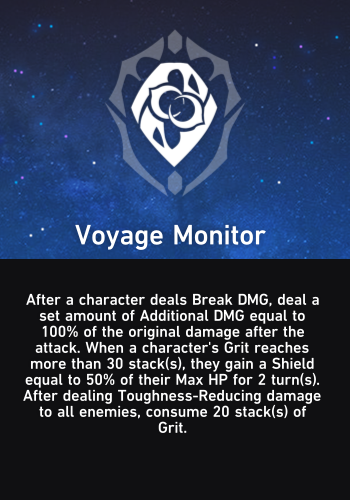 Voyage Monitor
After a character deals Break DMG, deal a
set amount of Additional DMG equal to
100% of the original damage after the
attack. When a character's Grit reaches
more than 30 stack(s), they gain a Shield
equal to 50% of their Max HP for 2 turn(s).
After dealing Toughness-Reducing damage
to all enemies, consume 20 stack(s) of
Grit.